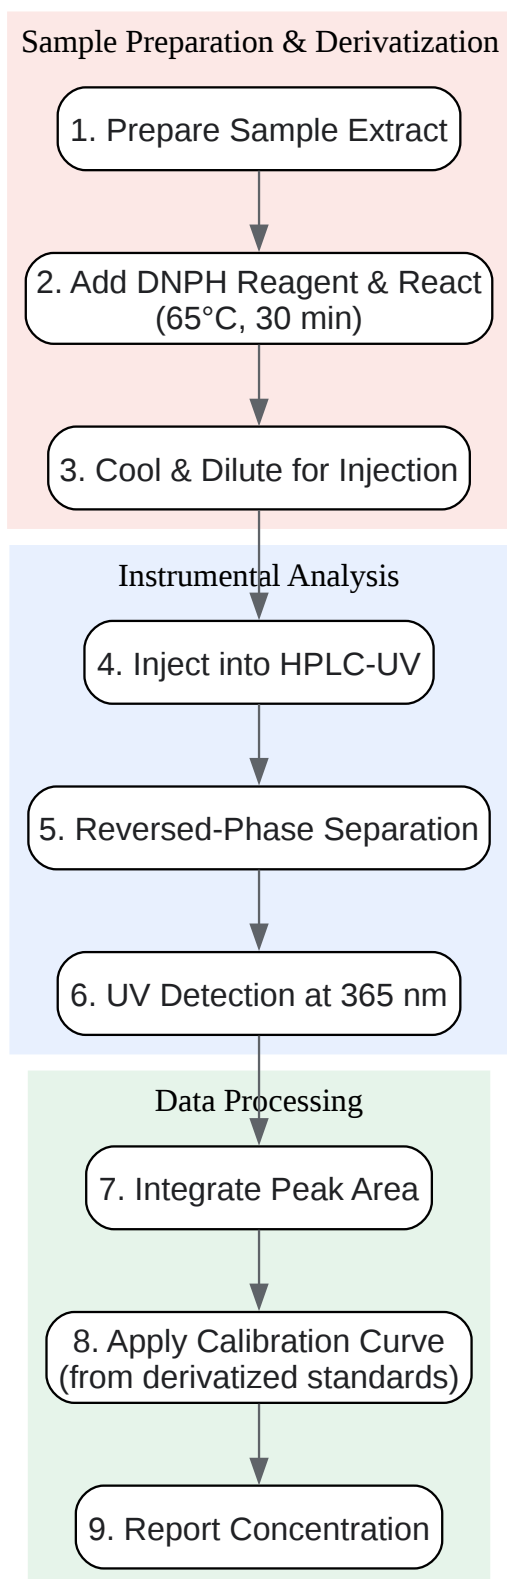 Sample Preparation & Derivatization
1. Prepare Sample Extract
2. Add DNPH Reagent & React
(65°C, 30 min)
3. Cool & Dilute for Injection
Instrumental Analysis
4. Inject into HPLC-UV
5. Reversed-Phase Separation
6. UV Detection at 365 nm
Data Processing
7. Integrate Peak Area
8. Apply Calibration Curve
(from derivatized standards)
9. Report Concentration